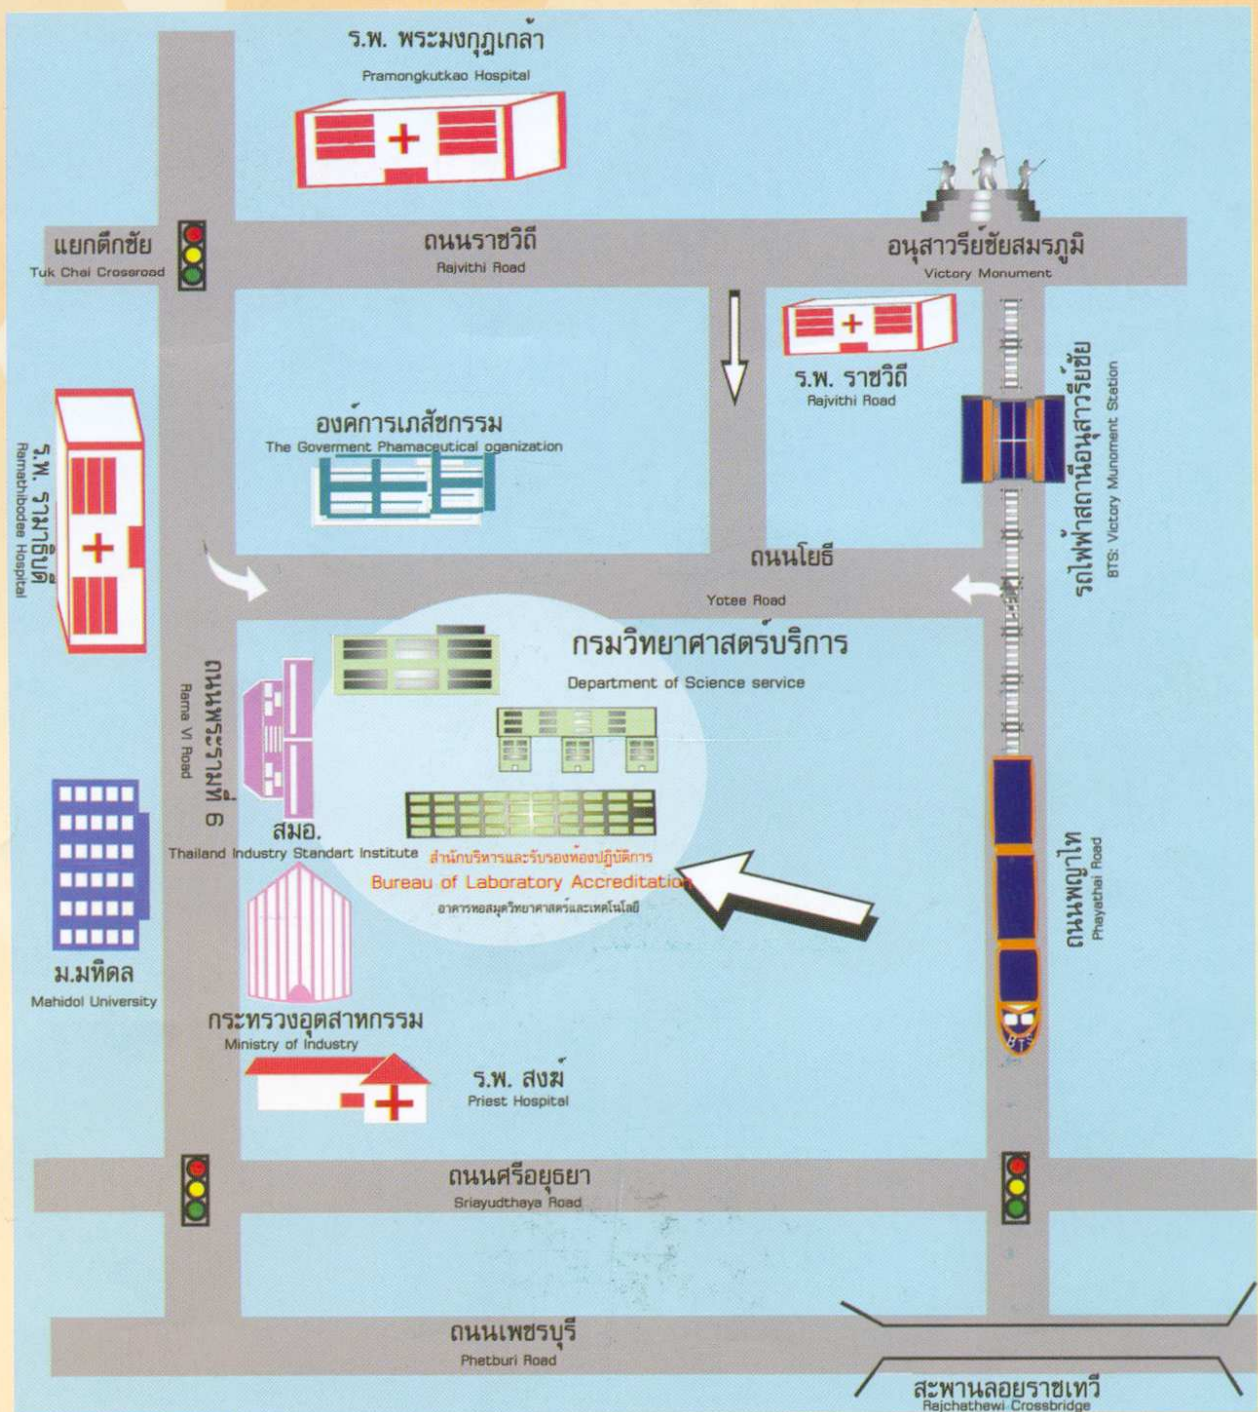 ร.พ. พระมงกุฎเกล้า
Pramongkutkao Hospital
แยกตึกชัย
Tuk Chai Crossroad
ถนนราชวิถี
Rajvithi Road
อนุสาวรีย์ชัยสมรภูมิ
Victory Monument
ร.พ. ราชวิถี
Rajvithi Road
รถไฟฟ้าสถานีอนุสาวรีย์ชัย
BTS: Victory Munoment Station
องค์การเภสัชกรรม
The Goverment Phamaceutical oganization
ร.พ. รามาธิบดี
Ramathibodee Hospital
ถนนโยธี
Yotee Road
กรมวิทยาศาสตร์บริการ
Department of Science service
ถนนพระรามที่ 6
Rama VI Road
สมอ.
Thailand Industry Standart Institute
สำนักบริหารและรับรองห้องปฏิบัติการ
Bureau of Laboratory Accreditation
อาคารหอสมุดวิทยาศาสตร์และเทคโนโลยี
ถนนพญาไท
Phayathai Road
ม.มหิดล
Mahidol University
กระทรวงอุตสาหกรรม
Ministry of Industry
BTS
ร.พ. สงฆ์
Priest Hospital
ถนนศรีอยุธยา
Sriayudthaya Road
ถนนเพชรบุรี
Phetburi Road
สะพานลอยราชเทวี
Rajchathewi Crossbridge